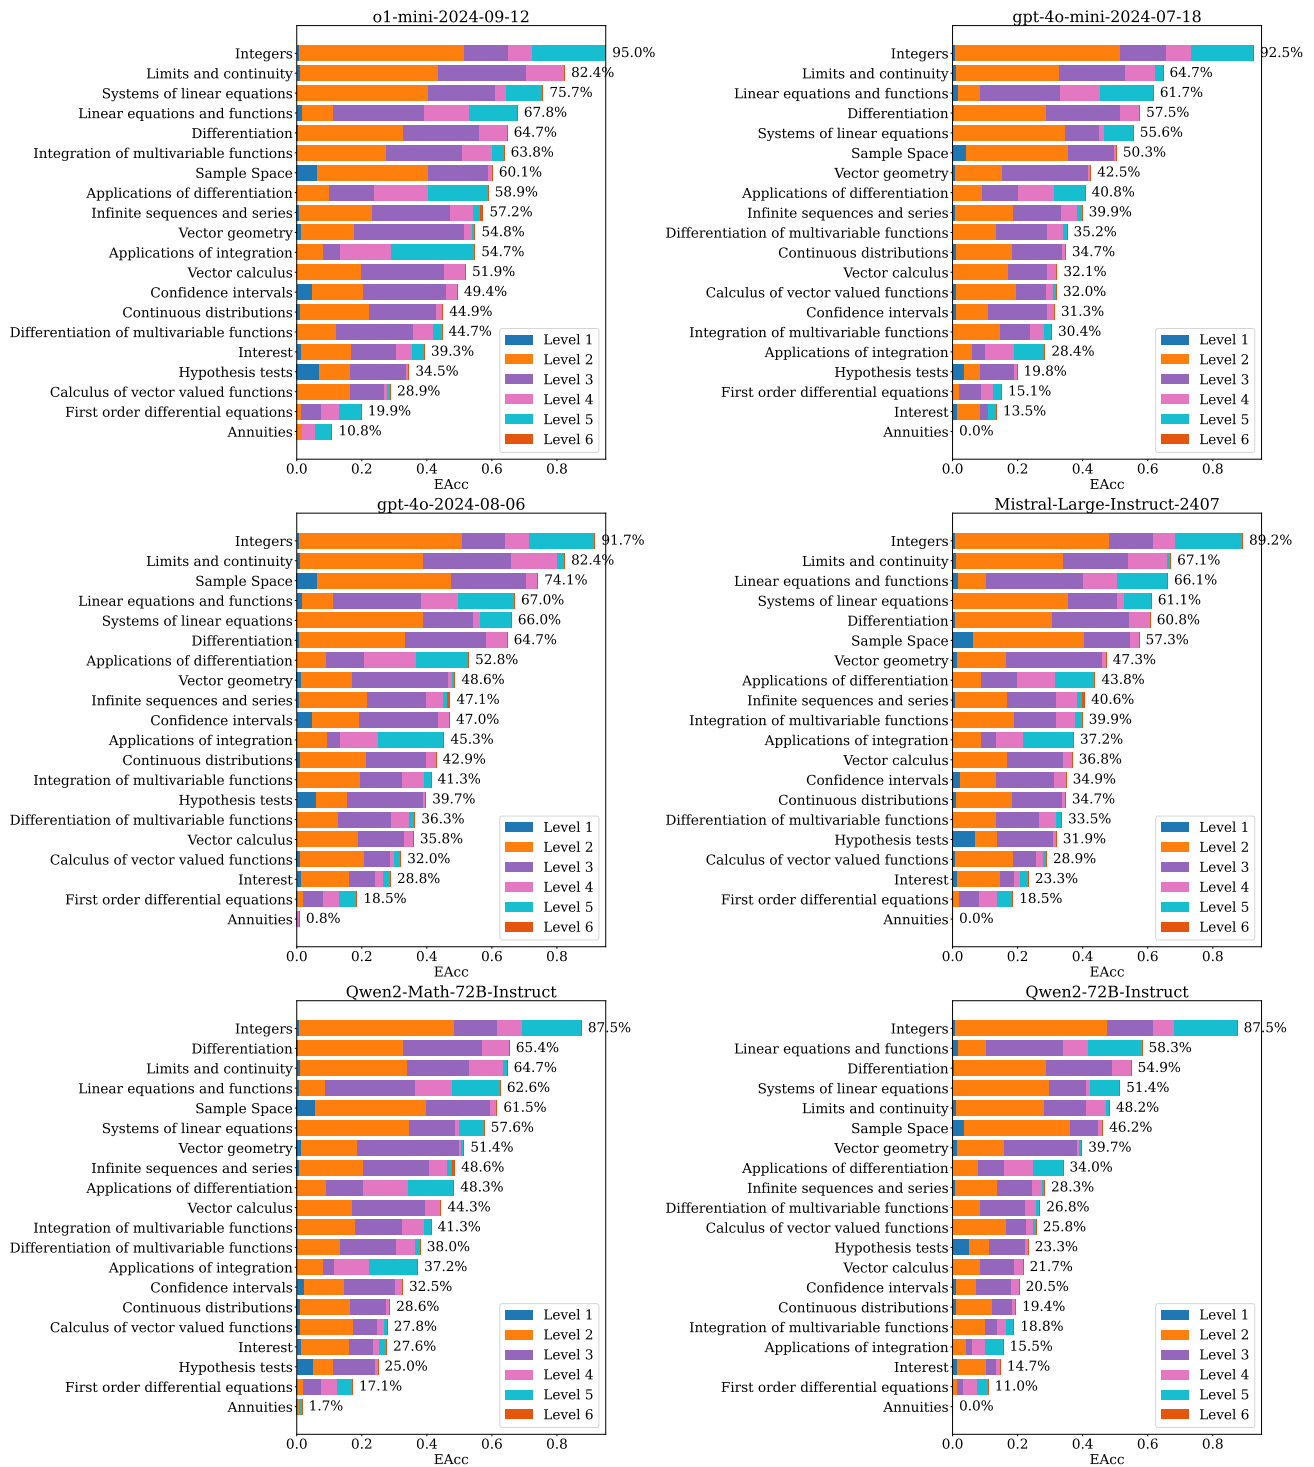 o1-mini-2024-09-12
Integers 95.0%
Limits and continuity 82.4%
Systems of linear equations 75.7%
Linear equations and functions 67.8%
Differentiation 64.7%
Integration of multivariable functions 63.8%
Sample Space 60.1%
Applications of differentiation 58.9%
Infinite sequences and series 57.2%
Vector geometry 54.8%
Applications of integration 54.7%
Vector calculus 51.9%
Confidence intervals 49.4%
Continuous distributions 44.9%
Differentiation of multivariable functions 44.7%
Interest 39.3%
Hypothesis tests 34.5%
Calculus of vector valued functions 28.9%
First order differential equations 19.9%
Annuities 10.8%
Level 1
Level 2
Level 3
Level 4
Level 5
Level 6
0.0 0.2 0.4 0.6 0.8
EAcc
gpt-4o-mini-2024-07-18
Integers 92.5%
Limits and continuity 64.7%
Linear equations and functions 61.7%
Differentiation 57.5%
Systems of linear equations 55.6%
Sample Space 50.3%
Vector geometry 42.5%
Applications of differentiation 40.8%
Infinite sequences and series 39.9%
Differentiation of multivariable functions 35.2%
Continuous distributions 34.7%
Vector calculus 32.1%
Calculus of vector valued functions 32.0%
Confidence intervals 31.3%
Integration of multivariable functions 30.4%
Applications of integration 28.4%
Hypothesis tests 19.8%
First order differential equations 15.1%
Interest 13.5%
Annuities 0.0%
Level 1
Level 2
Level 3
Level 4
Level 5
Level 6
0.0 0.2 0.4 0.6 0.8
EAcc
gpt-4o-2024-08-06
Integers 91.7%
Limits and continuity 82.4%
Sample Space 74.1%
Linear equations and functions 67.0%
Systems of linear equations 66.0%
Differentiation 64.7%
Applications of differentiation 52.8%
Vector geometry 48.6%
Infinite sequences and series 47.1%
Confidence intervals 47.0%
Applications of integration 45.3%
Continuous distributions 42.9%
Integration of multivariable functions 41.3%
Hypothesis tests 39.7%
Differentiation of multivariable functions 36.3%
Vector calculus 35.8%
Calculus of vector valued functions 32.0%
Interest 28.8%
First order differential equations 18.5%
Annuities 0.8%
Level 1
Level 2
Level 3
Level 4
Level 5
Level 6
0.0 0.2 0.4 0.6 0.8
EAcc
Mistral-Large-Instruct-2407
Integers 89.2%
Limits and continuity 67.1%
Linear equations and functions 66.1%
Systems of linear equations 61.1%
Differentiation 60.8%
Sample Space 57.3%
Vector geometry 47.3%
Applications of differentiation 43.8%
Infinite sequences and series 40.6%
Integration of multivariable functions 39.9%
Applications of integration 37.2%
Vector calculus 36.8%
Confidence intervals 34.9%
Continuous distributions 34.7%
Differentiation of multivariable functions 33.5%
Hypothesis tests 31.9%
Calculus of vector valued functions 28.9%
Interest 23.3%
First order differential equations 18.5%
Annuities 0.0%
Level 1
Level 2
Level 3
Level 4
Level 5
Level 6
0.0 0.2 0.4 0.6 0.8
EAcc
Qwen2-Math-72B-Instruct
Integers 87.5%
Differentiation 65.4%
Limits and continuity 64.7%
Linear equations and functions 62.6%
Sample Space 61.5%
Systems of linear equations 57.6%
Vector geometry 51.4%
Infinite sequences and series 48.6%
Applications of differentiation 48.3%
Vector calculus 44.3%
Integration of multivariable functions 41.3%
Differentiation of multivariable functions 38.0%
Applications of integration 37.2%
Confidence intervals 32.5%
Continuous distributions 28.6%
Calculus of vector valued functions 27.8%
Interest 27.6%
Hypothesis tests 25.0%
First order differential equations 17.1%
Annuities 1.7%
Level 1
Level 2
Level 3
Level 4
Level 5
Level 6
0.0 0.2 0.4 0.6 0.8
EAcc
Qwen2-72B-Instruct
Integers 87.5%
Linear equations and functions 58.3%
Differentiation 54.9%
Systems of linear equations 51.4%
Limits and continuity 48.2%
Sample Space 46.2%
Vector geometry 39.7%
Applications of differentiation 34.0%
Infinite sequences and series 28.3%
Differentiation of multivariable functions 26.8%
Calculus of vector valued functions 25.8%
Hypothesis tests 23.3%
Vector calculus 21.7%
Confidence intervals 20.5%
Continuous distributions 19.4%
Integration of multivariable functions 18.8%
Applications of integration 15.5%
Interest 14.7%
First order differential equations 11.0%
Annuities 0.0%
Level 1
Level 2
Level 3
Level 4
Level 5
Level 6
0.0 0.2 0.4 0.6 0.8
EAcc